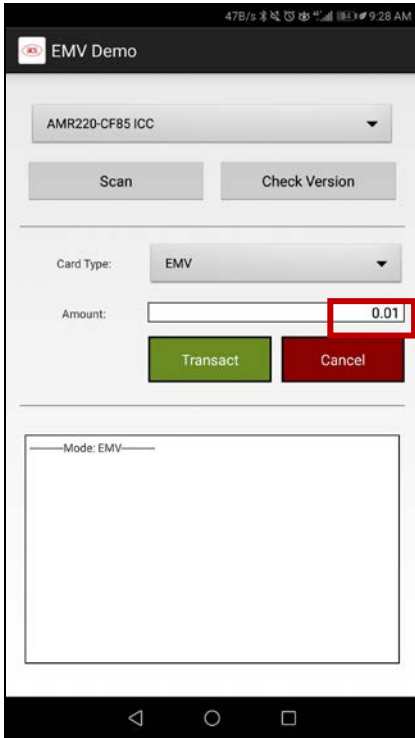 47B/s 9:28 AM
EMV Demo
AMR220-CF85 ICC
Scan Check Version
Card Type: EMV
Amount: 0.01
Transact Cancel
———Mode: EMV———